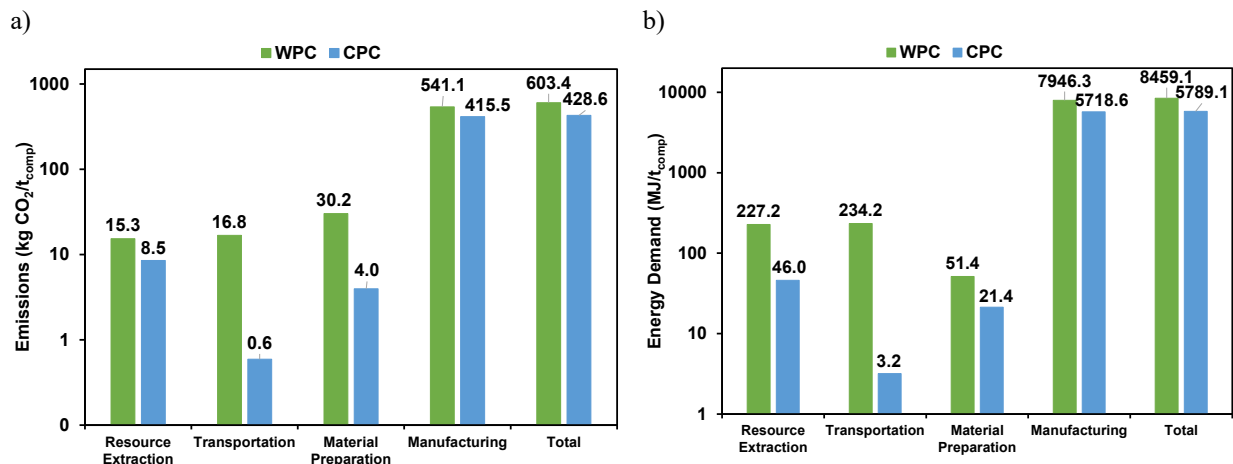 a)
WPC CPC
Emissions (kg CO2/tcomp)
1000
100
10
1
0
15.3
8.5
16.8
0.6
30.2
4.0
541.1
415.5
603.4
428.6
Resource
Extraction
Transportation
Material
Preparation
Manufacturing
Total
b)
WPC CPC
Energy Demand (MJ/tcomp)
10000
1000
100
10
1
227.2
46.0
234.2
3.2
51.4
21.4
7946.3
5718.6
8459.1
5789.1
Resource
Extraction
Transportation
Material
Preparation
Manufacturing
Total